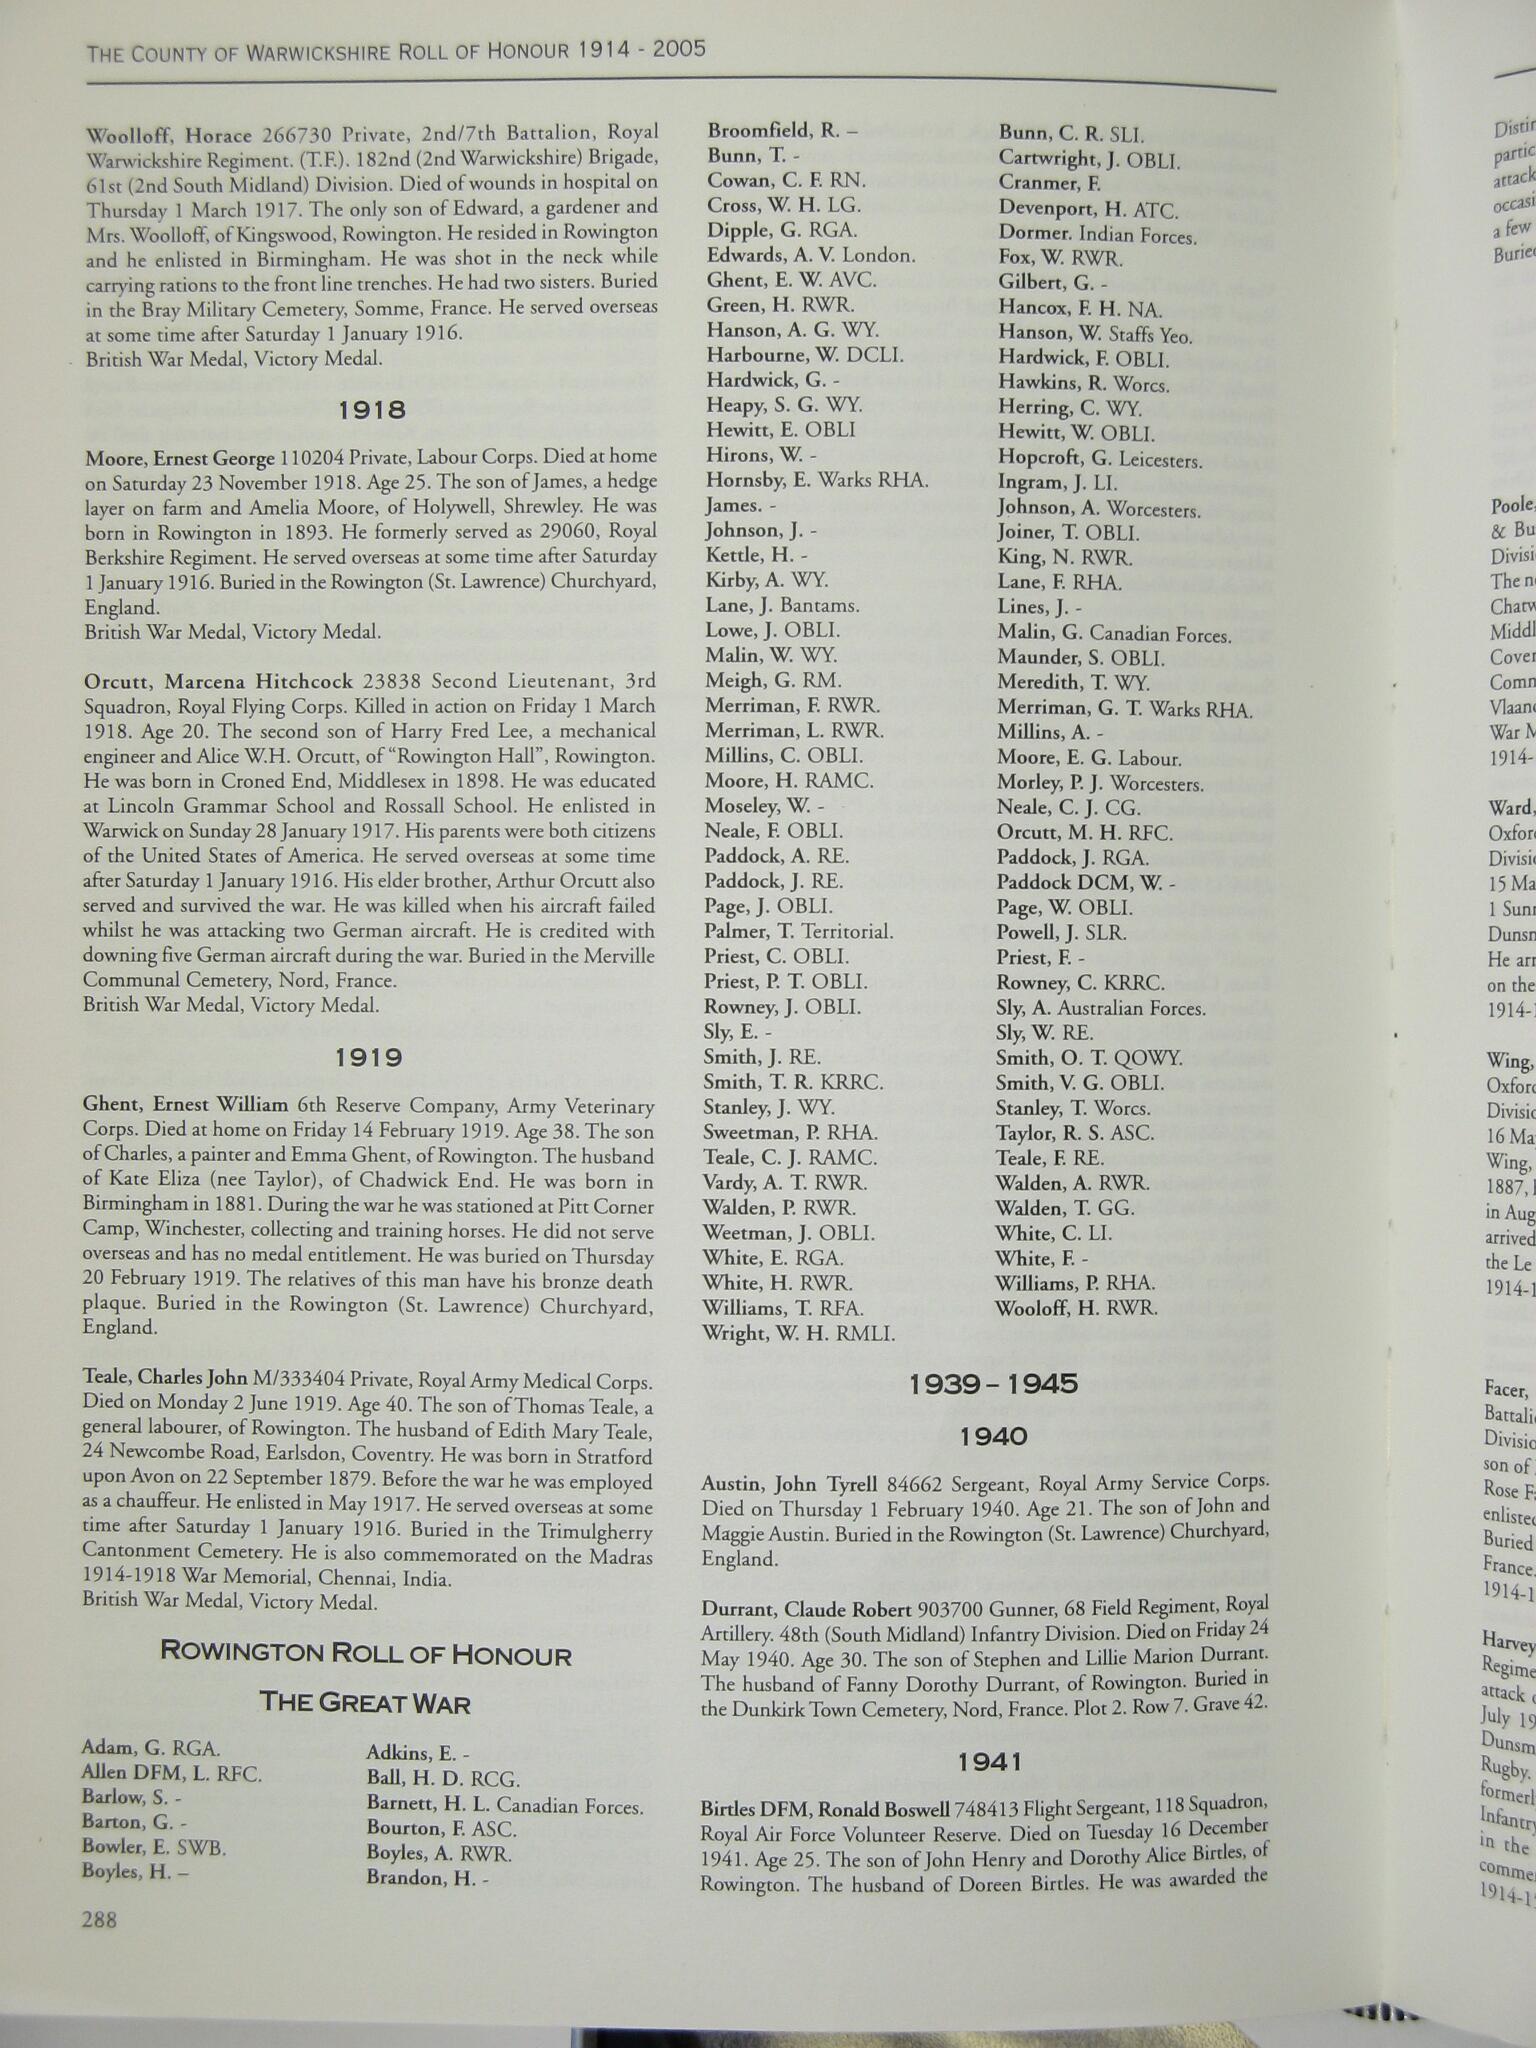 THE COUNTY OF WARWICKSHIRE ROLL OF HONOUR 1914 - 2005
Woolloff, Horace 266730 Private, 2nd/7th Battalion, Royal
Warwickshire Regiment. (T.F.). 182nd (2nd Warwickshire) Brigade,
61st (2nd South Midland) Division. Died of wounds in hospital on
Thursday 1 March 1917. The only son of Edward, a gardener and
Mrs. Woolloff, of Kingswood, Rowington. He resided in Rowington
and he enlisted in Birmingham. He was shot in the neck while
carrying rations to the front line trenches. He had two sisters. Buried
in the Bray Military Cemetery, Somme, France. He served overseas
at some time after Saturday 1 January 1916.
British War Medal, Victory Medal.
1918
Moore, Ernest George 110204 Private, Labour Corps. Died at home
on Saturday 23 November 1918. Age 25. The son of James, a hedge
layer on farm and Amelia Moore, of Holywell, Shrewley. He was
born in Rowington in 1893. He formerly served as 29060, Royal
Berkshire Regiment. He served overseas at some time after Saturday
1 January 1916. Buried in the Rowington (St. Lawrence) Churchyard,
England.
British War Medal, Victory Medal.
Orcutt, Marcena Hitchcock 23838 Second Lieutenant, 3rd
Squadron, Royal Flying Corps. Killed in action on Friday 1 March
1918. Age 20. The second son of Harry Fred Lee, a mechanical
engineer and Alice W.H. Orcutt, of "Rowington Hall", Rowington.
He was born in Croned End, Middlesex in 1898. He was educated
at Lincoln Grammar School and Rossall School. He enlisted in
Warwick on Sunday 28 January 1917. His parents were both citizens
of the United States of America. He served overseas at some time
after Saturday 1 January 1916. His elder brother, Arthur Orcutt also
served and survived the war. He was killed when his aircraft failed
whilst he was attacking two German aircraft. He is credited with
downing five German aircraft during the war. Buried in the Merville
Communal Cemetery, Nord, France.
British War Medal, Victory Medal.
1919
Ghent, Ernest William 6th Reserve Company, Army Veterinary
Corps. Died at home on Friday 14 February 1919. Age 38. The son
of Charles, a painter and Emma Ghent, of Rowington. The husband
of Kate Eliza (nee Taylor), of Chadwick End. He was born in
Birmingham in 1881. During the war he was stationed at Pitt Corner
Camp, Winchester, collecting and training horses. He did not serve
overseas and has no medal entitlement. He was buried on Thursday
20 February 1919. The relatives of this man have his bronze death
plaque. Buried in the Rowington (St. Lawrence) Churchyard,
England.
Teale, Charles John M/333404 Private, Royal Army Medical Corps.
Died on Monday 2 June 1919. Age 40. The son of Thomas Teale, a
general labourer, of Rowington. The husband of Edith Mary Teale,
24 Newcombe Road, Earlsdon, Coventry. He was born in Stratford
upon Avon on 22 September 1879. Before the war he was employed
as a chauffeur. He enlisted in May 1917. He served overseas at some
time after Saturday 1 January 1916. Buried in the Trimulgherry
Cantonment Cemetery. He is also commemorated on the Madras
1914-1918 War Memorial, Chennai, India.
British War Medal, Victory Medal.
ROWINGTON ROLL OF HONOUR
THE GREAT WAR
Adam, G. RGA.
Allen DFM, L. RFC.
Barlow, S. -
Barton, G. -
Bowler, E. SWB.
Boyles, H. –
Adkins, E. -
Ball, H. D. RCG.
Barnett, H. L. Canadian Forces.
Bourton, F. ASC.
Boyles, A. RWR.
Brandon, H. -
288
Broomfield, R. –
Bunn, T. -
Cowan, C. F. RN.
Cross, W. H. LG.
Dipple, G. RGA.
Edwards, A. V. London.
Ghent, E. W. AVC.
Green, H. RWR.
Hanson, A. G. WY.
Harbourne, W. DCLI.
Hardwick, G. -
Heapy, S. G. WY.
Hewitt, E. OBLI
Hirons, W. -
Hornsby, E. Warks RHA.
James. -
Johnson, J. -
Kettle, H. -
Kirby, A. WY.
Lane, J. Bantams.
Lowe, J. OBLI.
Malin, W. WY.
Meigh, G. RM.
Merriman, F. RWR.
Merriman, L. RWR.
Millins, C. OBLI.
Moore, H. RAMC.
Moseley, W. -
Neale, F. OBLI.
Paddock, A. RE.
Paddock, J. RE.
Page, J. OBLI.
Palmer, T. Territorial.
Priest, C. OBLI.
Priest, P. T. OBLI.
Rowney, J. OBLI.
Sly, E. -
Smith, J. RE.
Smith, T. R. KRRC.
Stanley, J. WY.
Sweetman, P. RHA.
Teale, C. J. RAMC.
Vardy, A. T. RWR.
Walden, P. RWR.
Weetman, J. OBLI.
White, E. RGA.
White, H. RWR.
Williams, T. RFA.
Wright, W. H. RMLI.
Bunn, C. R. SLI.
Cartwright, J. OBLI.
Cranmer, F.
Devenport, H. ATC.
Dormer. Indian Forces.
Fox, W. RWR.
Gilbert, G. -
Hancox, F. H. NA.
Hanson, W. Staffs Yeo.
Hardwick, F. OBLI.
Hawkins, R. Worcs.
Herring, C. WY.
Hewitt, W. OBLI.
Hopcroft, G. Leicesters.
Ingram, J. LI.
Johnson, A. Worcesters.
Joiner, T. OBLI.
King, N. RWR.
Lane, F. RHA.
Lines, J. -
Malin, G. Canadian Forces.
Maunder, S. OBLI.
Meredith, T. WY.
Merriman, G. T. Warks RHA.
Millins, A. -
Moore, E. G. Labour.
Morley, P. J. Worcesters.
Neale, C. J. CG.
Orcutt, M. H. RFC.
Paddock, J. RGA.
Paddock DCM, W. -
Page, W. OBLI.
Powell, J. SLR.
Priest, F. -
Rowney, C. KRRC.
Sly, A. Australian Forces.
Sly, W. RE.
Smith, O. T. QOWY.
Smith, V. G. OBLI.
Stanley, T. Worcs.
Taylor, R. S. ASC.
Teale, F. RE.
Walden, A. RWR.
Walden, T. GG.
White, C. LI.
White, F. -
Williams, P. RHA.
Wooloff, H. RWR.
1939 – 1945
1940
Austin, John Tyrell 84662 Sergeant, Royal Army Service Corps.
Died on Thursday 1 February 1940. Age 21. The son of John and
Maggie Austin. Buried in the Rowington (St. Lawrence) Churchyard,
England.
Durrant, Claude Robert 903700 Gunner, 68 Field Regiment, Royal
Artillery. 48th (South Midland) Infantry Division. Died on Friday 24
May 1940. Age 30. The son of Stephen and Lillie Marion Durrant.
The husband of Fanny Dorothy Durrant, of Rowington. Buried in
the Dunkirk Town Cemetery, Nord, France. Plot 2. Row 7. Grave 42.
1941
Birtles DFM, Ronald Boswell 748413 Flight Sergeant, 118 Squadron,
Royal Air Force Volunteer Reserve. Died on Tuesday 16 December
1941. Age 25. The son of John Henry and Dorothy Alice Birtles, of
Rowington. The husband of Doreen Birtles. He was awarded the
a few
Poole,
& Bu
Ward,
15 Ma
He arr
on the
Wing,
16 Ma
Wing,
1887,
in Aug
arrived
the Le
Facer,
son of
enlisted
Buried
France.
Harvey
July 19
Rugby.
in the